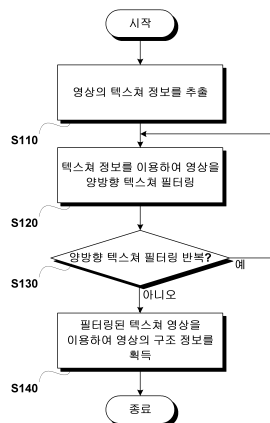 시작
영상의 텍스쳐 정보를 추출
S110
텍스쳐 정보를 이용하여 영상을
양방향 텍스쳐 필터링
S120
양방향 텍스쳐 필터링 반복?
예
S130
아니오
필터링된 텍스쳐 영상을
이용하여 영상의 구조 정보를
획득
S140
종료